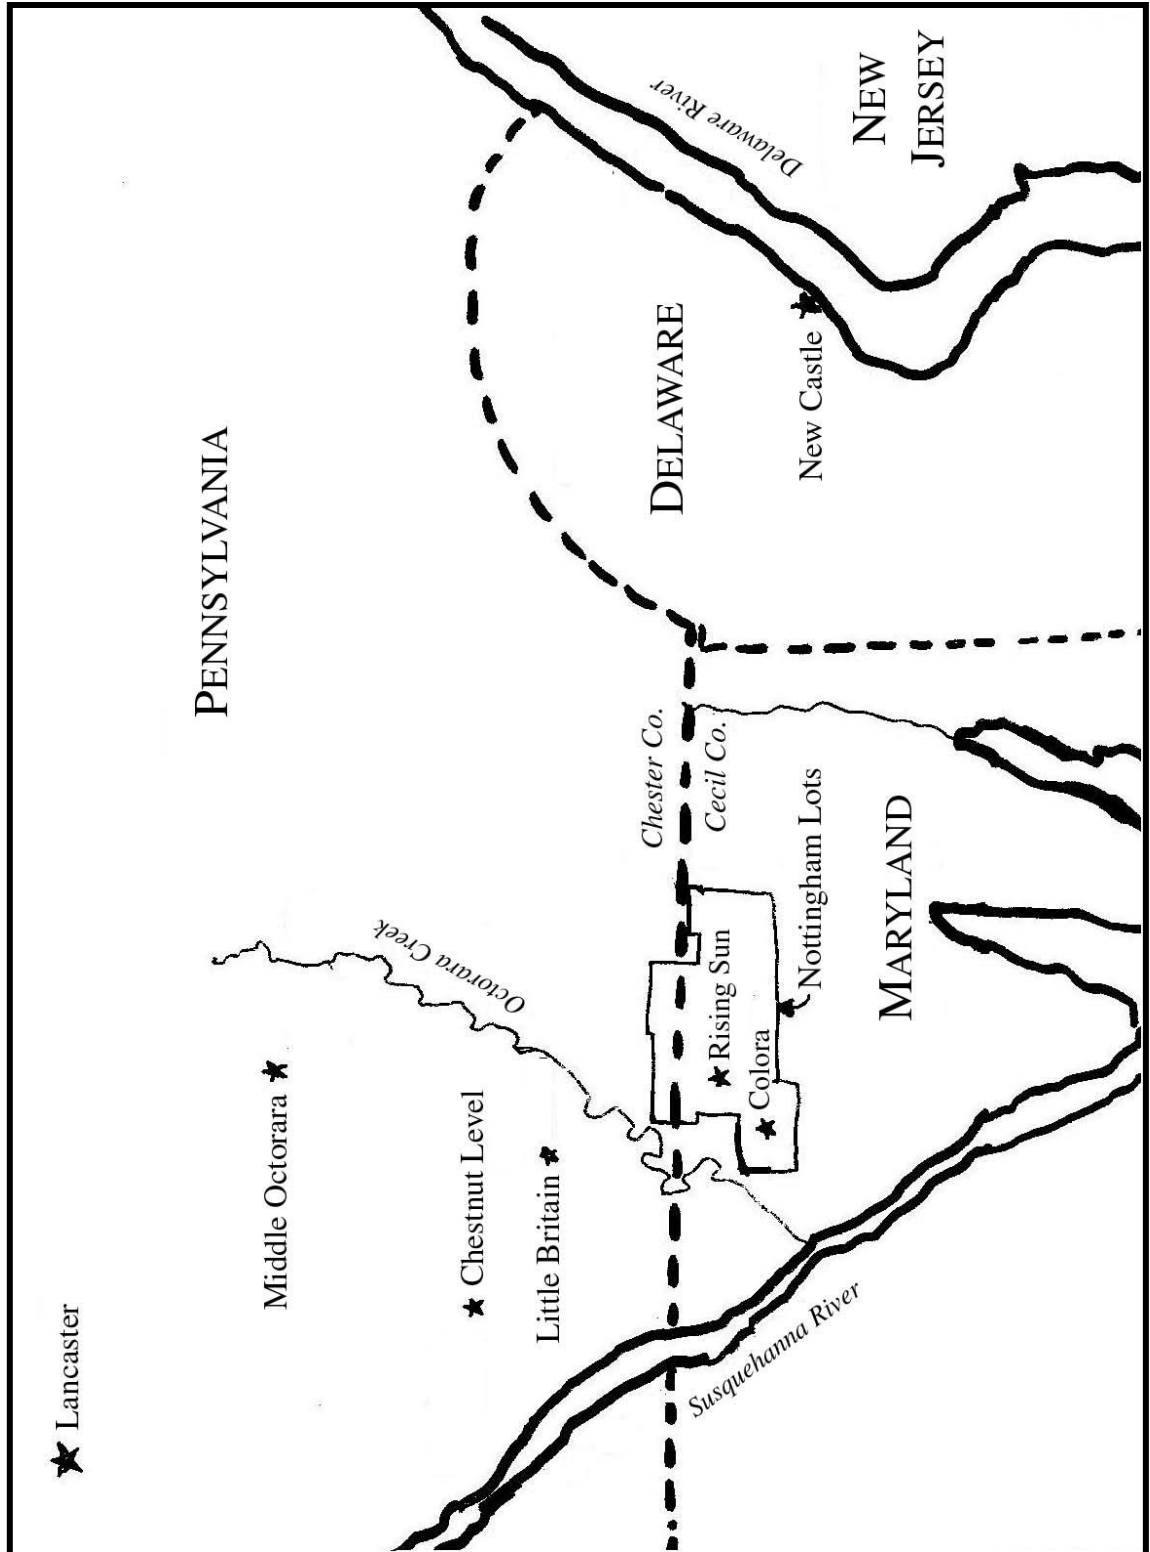 Lancaster
Middle Octorara
Chestnut Level
Little Britain
Susquehanna River
Octorara Creek
PENNSYLVANIA
Chester Co.
Cecil Co.
Rising Sun
Colora
Nottingham Lots
MARYLAND
DELAWARE
New Castle
Delaware River
NEW
JERSEY